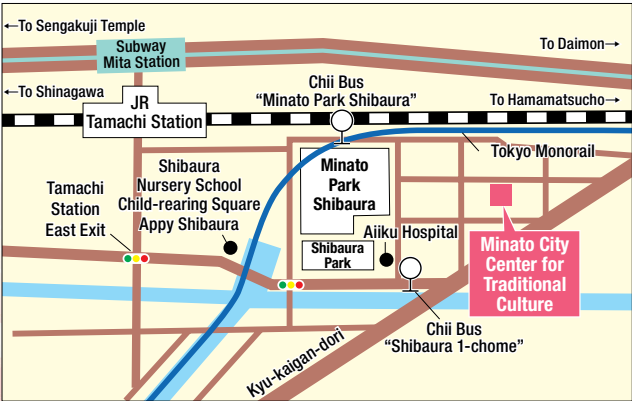 ←To Sengakuji Temple
Subway
Mita Station
To Daimon→
←To Shinagawa
JR
Tamachi Station
Chii Bus
“Minato Park Shibaura”
To Hamamatsucho→
Tokyo Monorail
Shibaura
Nursery School
Child-rearing Square
Appy Shibaura
Minato
Park
Shibaura
Tamachi
Station
East Exit
Shibaura
Park
Aiiku Hospital
Minato City
Center for
Traditional
Culture
Chii Bus
“Shibaura 1-chome”
Kyu-kaigan-dori